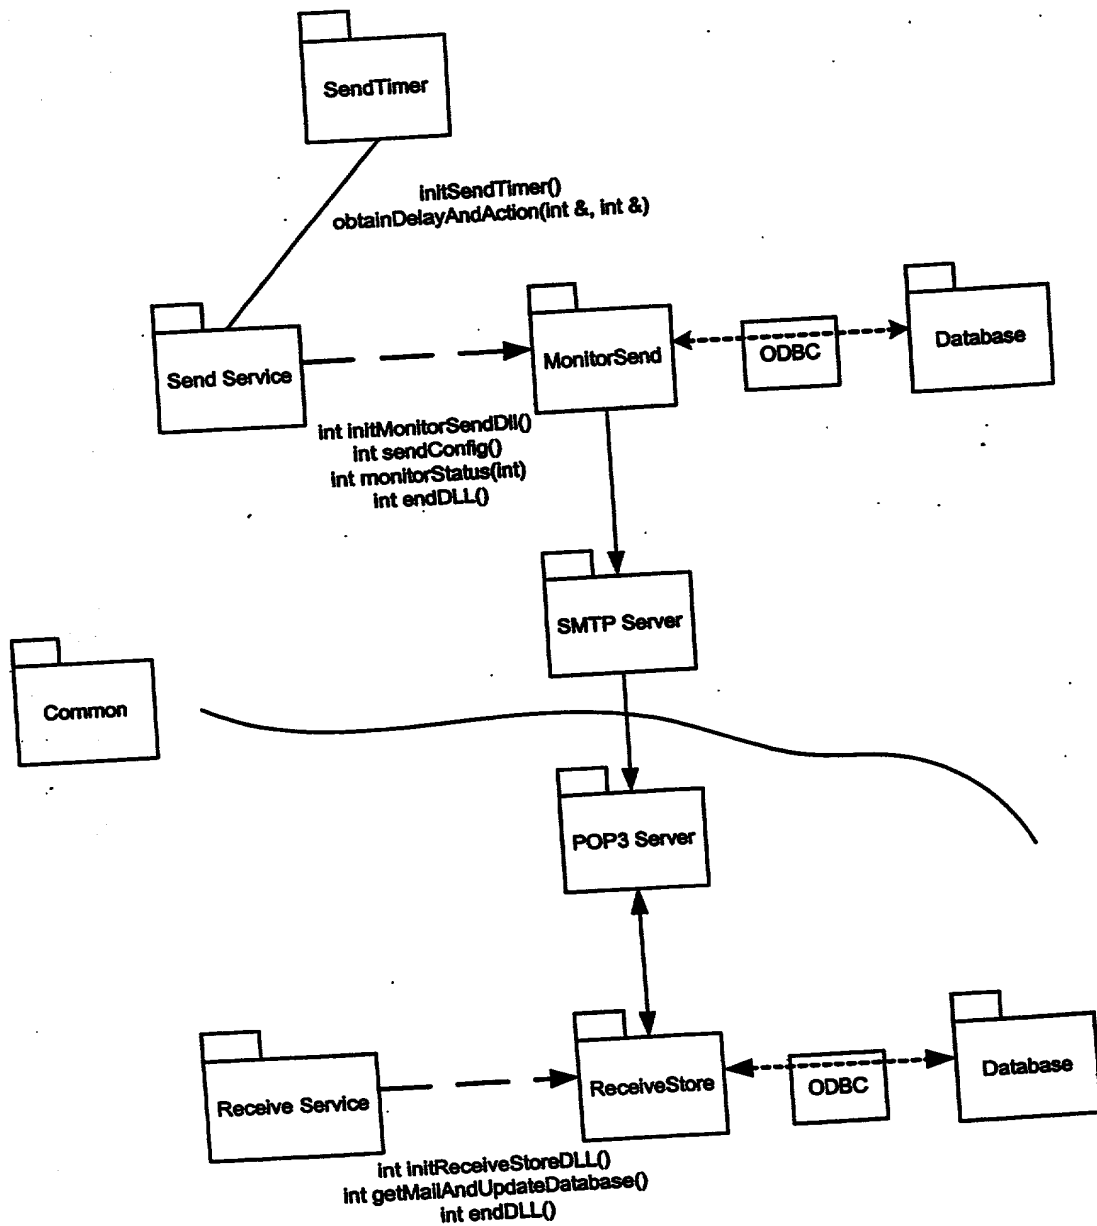 SendTimer
initSendTimer()
obtainDelayAndAction(int &, int &)
Send Service
MonitorSend
ODBC
Database
int initMonitorSendDll()
int sendConfig()
int monitorStatus(int)
int endDLL()
SMTP Server
Common
POP3 Server
Receive Service
ReceiveStore
ODBC
Database
int initReceiveStoreDLL()
int getMailAndUpdateDatabase()
int endDLL()